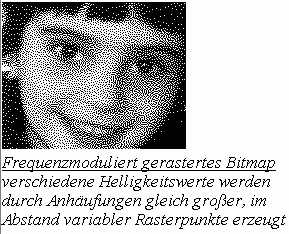 Frequenzmoduliert gerastertes Bitmap
verschiedene Helligkeitswerte werden
durch Anhäufungen gleich großer, im
Abstand variabler Rasterpunkte erzeugt